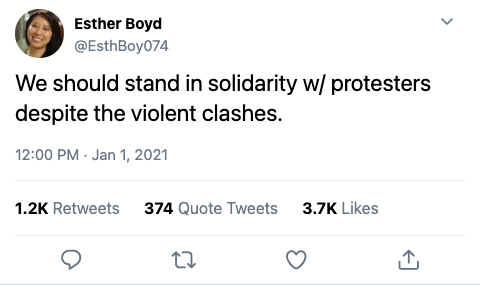 Esther Boyd
@EsthBoy074
We should stand in solidarity w/ protesters
despite the violent clashes.
12:00 PM · Jan 1, 2021
1.2K Retweets 374 Quote Tweets 3.7K Likes